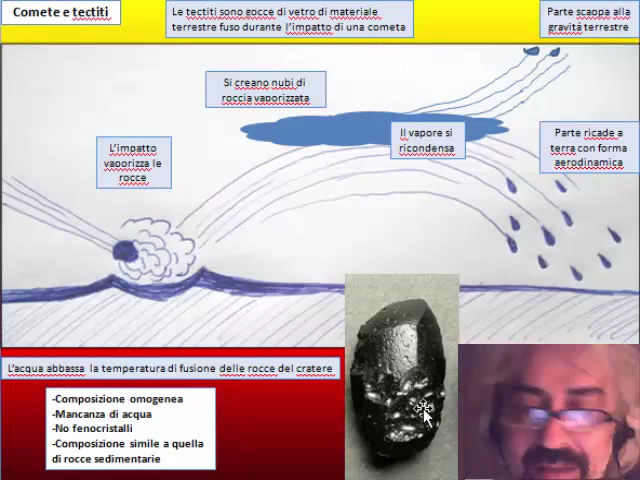 Comete e tectiti
Le tectiti sono gocce di vetro di materiale
terrestre fuso durante l'impatto di una cometa
Parte scappa alla
gravità terrestre
Si creano nubi di
roccia vaporizzata
L'impatto
vaporizza le
rocce
Il vapore si
ricondensa
Parte ricade a
terra con forma
aerodinamica
L'acqua abbassa la temperatura di fusione delle rocce del cratere
-Composizione omogenea
-Mancanza di acqua
-No fenocristalli
-Composizione simile a quella
di rocce sedimentarie